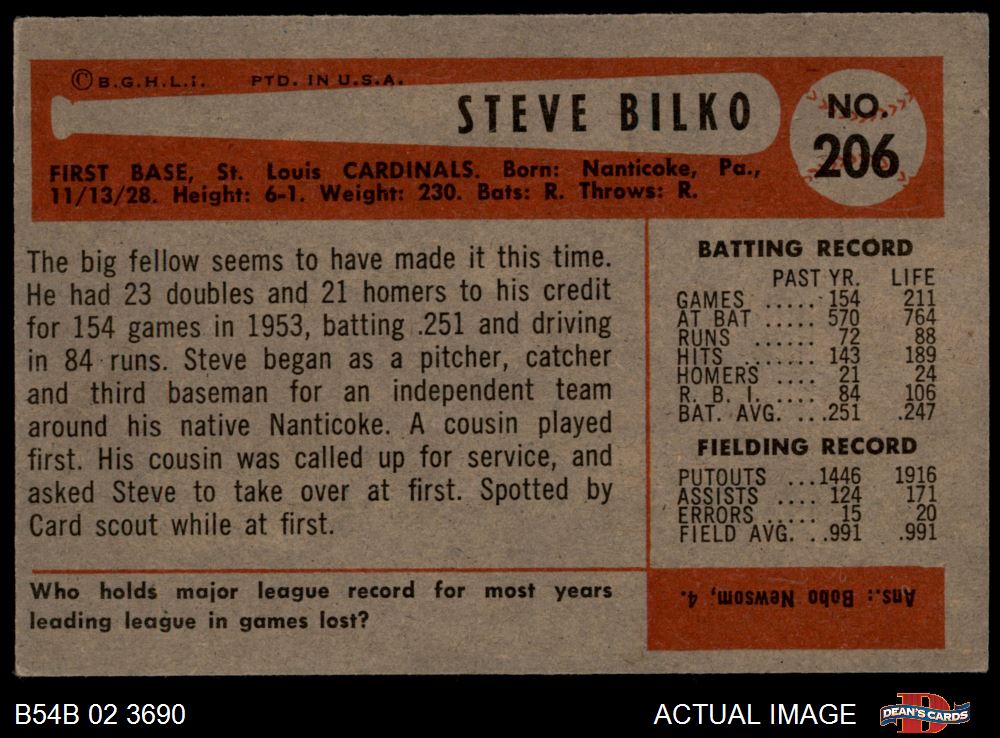 ©B.G.H.L.I. PTD. IN U.S.A.
STEVE BILKO
NO.
206
FIRST BASE, St. Louis CARDINALS. Born: Nanticoke, Pa.,
11/13/28. Height: 6-1. Weight: 230. Bats: R. Throws: R.
The big fellow seems to have made it this time.
He had 23 doubles and 21 homers to his credit
for 154 games in 1953, batting .251 and driving
in 84 runs. Steve began as a pitcher, catcher
and third baseman for an independent team
around his native Nanticoke. A cousin played
first. His cousin was called up for service, and
asked Steve to take over at first. Spotted by
Card scout while at first.
Who holds major league record for most years
leading league in games lost?
BATTING RECORD
PAST YR. LIFE
GAMES ..... 154 211
AT BAT ..... 570 764
RUNS ...... 72 88
HITS ....... 143 189
HOMERS .... 21 24
R. B. I. .... 84 106
BAT. AVG. ...251 .247
FIELDING RECORD
PUTOUTS ...1446 1916
ASSISTS ....124 171
ERRORS ..... 15 20
FIELD AVG. ..991 .991
Ans.: Bobo Newsom, 4.
B54B 02 3690
ACTUAL IMAGE
D
DEAN'S CARDS